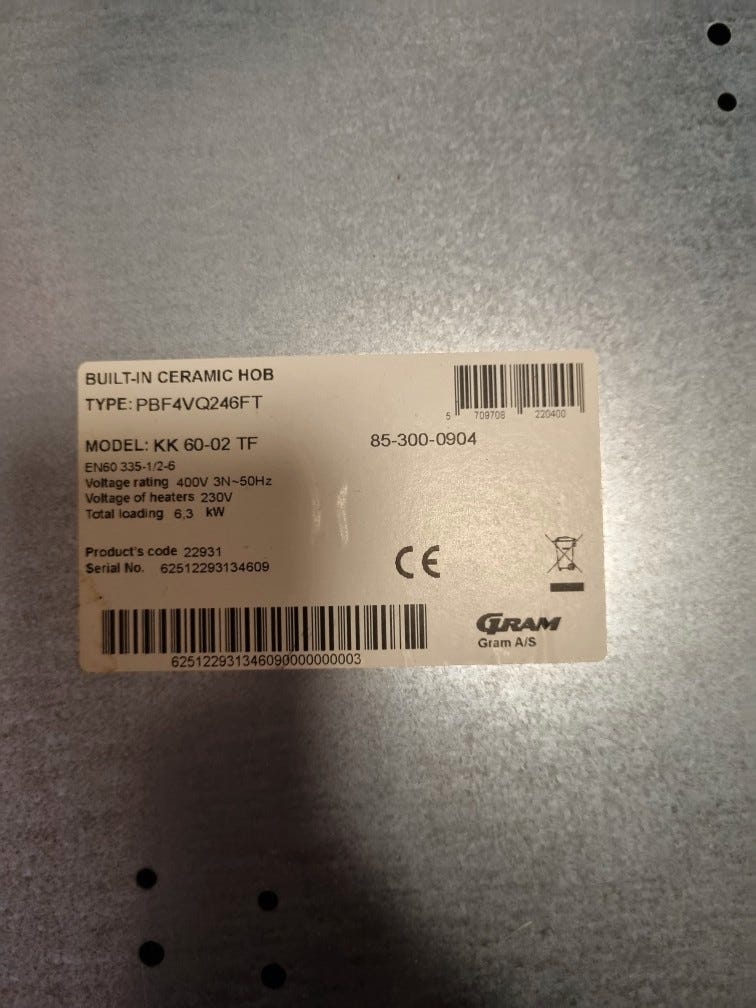 BUILT-IN CERAMIC HOB
TYPE: PBF4VQ246FT
5 709708 220400
MODEL: KK 60-02 TF
85-300-0904
EN60 335-1/2-6
Voltage rating 400V 3N~50Hz
Voltage of heaters 230V
Total loading 6,3 kW
Product's code 22931
Serial No. 62512293134609
CE
625122931346090000000003
GRAM
Gram A/S